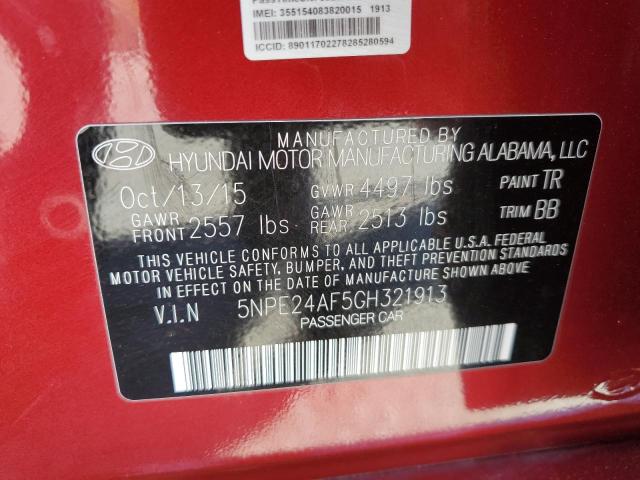 IMEI: 355154083820015 1913
ICCID: 89011702278285280594
MANUFACTURED BY
HYUNDAI MOTOR MANUFACTURING ALABAMA, LLC
Oct/13/15 GVWR 4497 lbs PAINT TR
GAWR FRONT 2557 lbs GAWR REAR 2513 lbs TRIM BB
THIS VEHICLE CONFORMS TO ALL APPLICABLE U.S.A. FEDERAL
MOTOR VEHICLE SAFETY, BUMPER, AND THEFT PREVENTION STANDARDS
IN EFFECT ON THE DATE OF MANUFACTURE SHOWN ABOVE.
V.I.N 5NPE24AF5GH321913
PASSENGER CAR